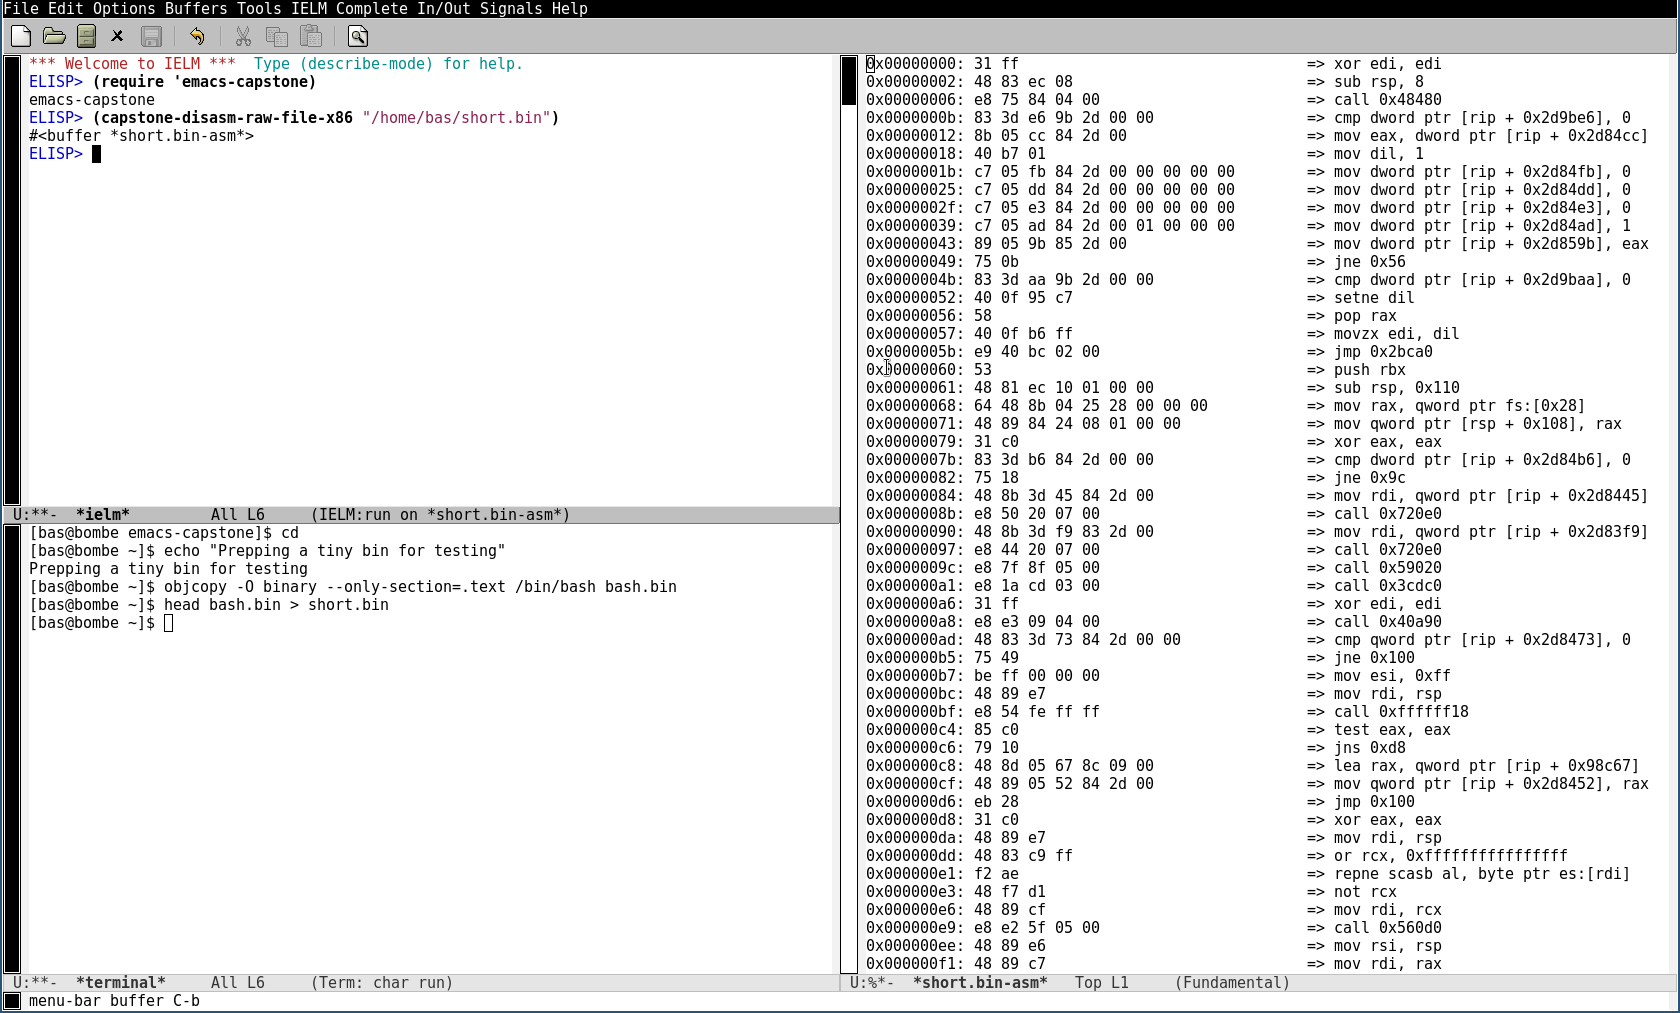 File Edit Options Buffers Tools IELM Complete In/Out Signals Help
*** Welcome to IELM ***  Type (describe-mode) for help.
ELISP> (require 'emacs-capstone)
emacs-capstone
ELISP> (capstone-disasm-raw-file-x86 "/home/bas/short.bin")
#<buffer *short.bin-asm*>
ELISP>
U:**-  *ielm*         All L6     (IELM:run on *short.bin-asm*)
[bas@bombe emacs-capstone]$ cd
[bas@bombe ~]$ echo "Prepping a tiny bin for testing"
Prepping a tiny bin for testing
[bas@bombe ~]$ objcopy -O binary --only-section=.text /bin/bash bash.bin
[bas@bombe ~]$ head bash.bin > short.bin
[bas@bombe ~]$
U:**-  *terminal*     All L6     (Term: char run)
0x00000000: 31 ff => xor edi, edi
0x00000002: 48 83 ec 08 => sub rsp, 8
0x00000006: e8 75 84 04 00 => call 0x48480
0x0000000b: 83 3d e6 9b 2d 00 00 => cmp dword ptr [rip + 0x2d9be6], 0
0x00000012: 8b 05 cc 84 2d 00 => mov eax, dword ptr [rip + 0x2d84cc]
0x00000018: 40 b7 01 => mov dil, 1
0x0000001b: c7 05 fb 84 2d 00 00 00 00 00 => mov dword ptr [rip + 0x2d84fb], 0
0x00000025: c7 05 dd 84 2d 00 00 00 00 00 => mov dword ptr [rip + 0x2d84dd], 0
0x0000002f: c7 05 e3 84 2d 00 00 00 00 00 => mov dword ptr [rip + 0x2d84e3], 0
0x00000039: c7 05 ad 84 2d 00 01 00 00 00 => mov dword ptr [rip + 0x2d84ad], 1
0x00000043: 89 05 9b 85 2d 00 => mov dword ptr [rip + 0x2d859b], eax
0x00000049: 75 0b => jne 0x56
0x0000004b: 83 3d aa 9b 2d 00 00 => cmp dword ptr [rip + 0x2d9baa], 0
0x00000052: 40 0f 95 c7 => setne dil
0x00000056: 58 => pop rax
0x00000057: 40 0f b6 ff => movzx edi, dil
0x0000005b: e9 40 bc 02 00 => jmp 0x2bca0
0x00000060: 53 => push rbx
0x00000061: 48 81 ec 10 01 00 00 => sub rsp, 0x110
0x00000068: 64 48 8b 04 25 28 00 00 00 => mov rax, qword ptr fs:[0x28]
0x00000071: 48 89 84 24 08 01 00 00 => mov qword ptr [rsp + 0x108], rax
0x00000079: 31 c0 => xor eax, eax
0x0000007b: 83 3d b6 84 2d 00 00 => cmp dword ptr [rip + 0x2d84b6], 0
0x00000082: 75 18 => jne 0x9c
0x00000084: 48 8b 3d 45 84 2d 00 => mov rdi, qword ptr [rip + 0x2d8445]
0x0000008b: e8 50 20 07 00 => call 0x720e0
0x00000090: 48 8b 3d f9 83 2d 00 => mov rdi, qword ptr [rip + 0x2d83f9]
0x00000097: e8 44 20 07 00 => call 0x720e0
0x0000009c: e8 7f 8f 05 00 => call 0x59020
0x000000a1: e8 1a cd 03 00 => call 0x3cdc0
0x000000a6: 31 ff => xor edi, edi
0x000000a8: e8 e3 09 04 00 => call 0x40a90
0x000000ad: 48 83 3d 73 84 2d 00 00 => cmp qword ptr [rip + 0x2d8473], 0
0x000000b5: 75 49 => jne 0x100
0x000000b7: be ff 00 00 00 => mov esi, 0xff
0x000000bc: 48 89 e7 => mov rdi, rsp
0x000000bf: e8 54 fe ff ff => call 0xffffff18
0x000000c4: 85 c0 => test eax, eax
0x000000c6: 79 10 => jns 0xd8
0x000000c8: 48 8d 05 67 8c 09 00 => lea rax, qword ptr [rip + 0x98c67]
0x000000cf: 48 89 05 52 84 2d 00 => mov qword ptr [rip + 0x2d8452], rax
0x000000d6: eb 28 => jmp 0x100
0x000000d8: 31 c0 => xor eax, eax
0x000000da: 48 89 e7 => mov rdi, rsp
0x000000dd: 48 83 c9 ff => or rcx, 0xffffffffffffffff
0x000000e1: f2 ae => repne scasb al, byte ptr es:[rdi]
0x000000e3: 48 f7 d1 => not rcx
0x000000e6: 48 89 cf => mov rdi, rcx
0x000000e9: e8 e2 5f 05 00 => call 0x560d0
0x000000ee: 48 89 e6 => mov rsi, rsp
0x000000f1: 48 89 c7 => mov rdi, rax
U:%*-  *short.bin-asm*   Top L1     (Fundamental)
menu-bar buffer C-b